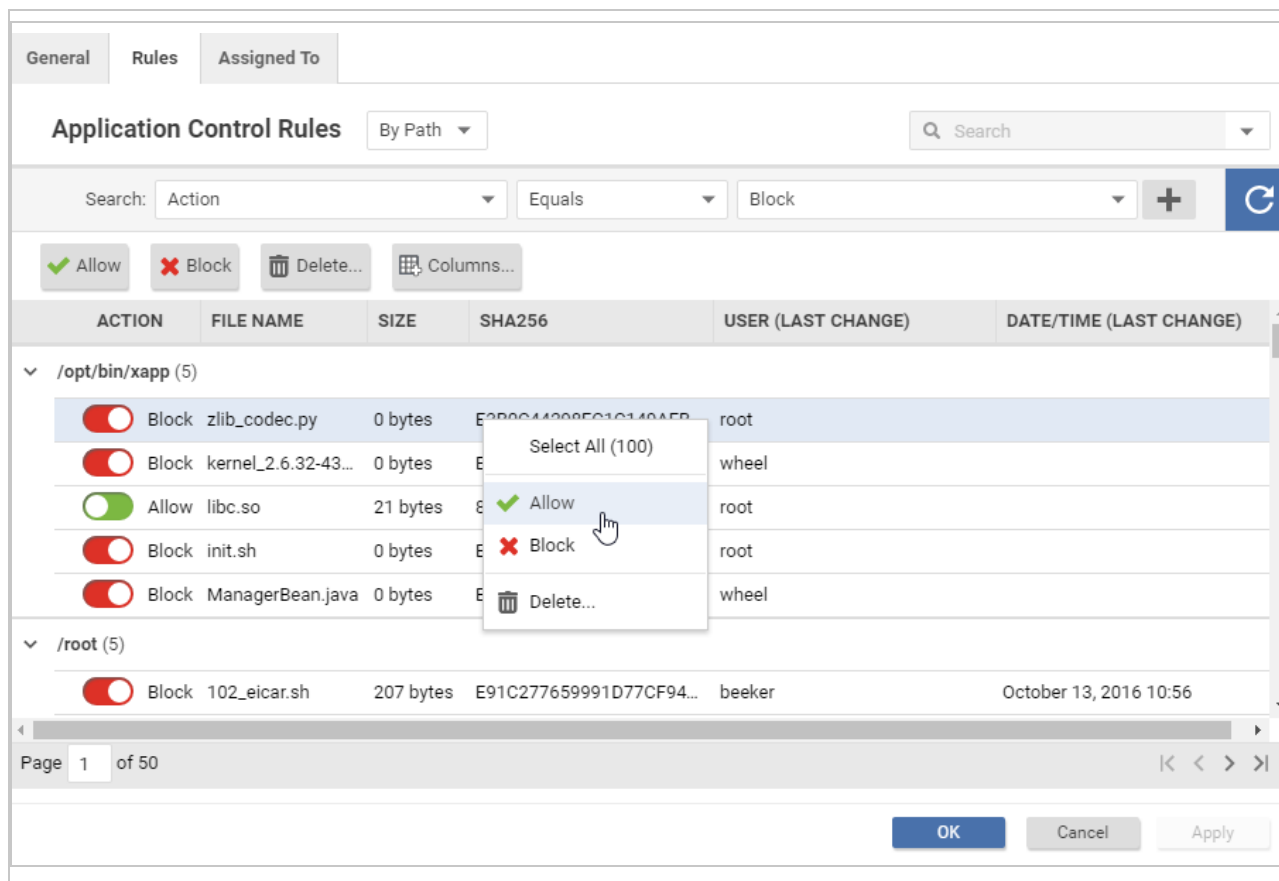 General Rules Assigned To
Application Control Rules By Path Search
Search: Action Equals Block
Allow Block Delete... Columns...
ACTION FILE NAME SIZE SHA256 USER (LAST CHANGE) DATE/TIME (LAST CHANGE)
/opt/bin/xapp (5)
Block zlib_codec.py 0 bytes root
Select All (100)
Block kernel_2.6.32-43... 0 bytes E wheel
Allow libc.so 21 bytes 8 root
Allow
Block init.sh 0 bytes E root
Block
Block ManagerBean.java 0 bytes E wheel
Delete...
/root (5)
Block 102_eicar.sh 207 bytes E91C277659991D77CF94... beeker October 13, 2016 10:56
Page 1 of 50
OK Cancel Apply